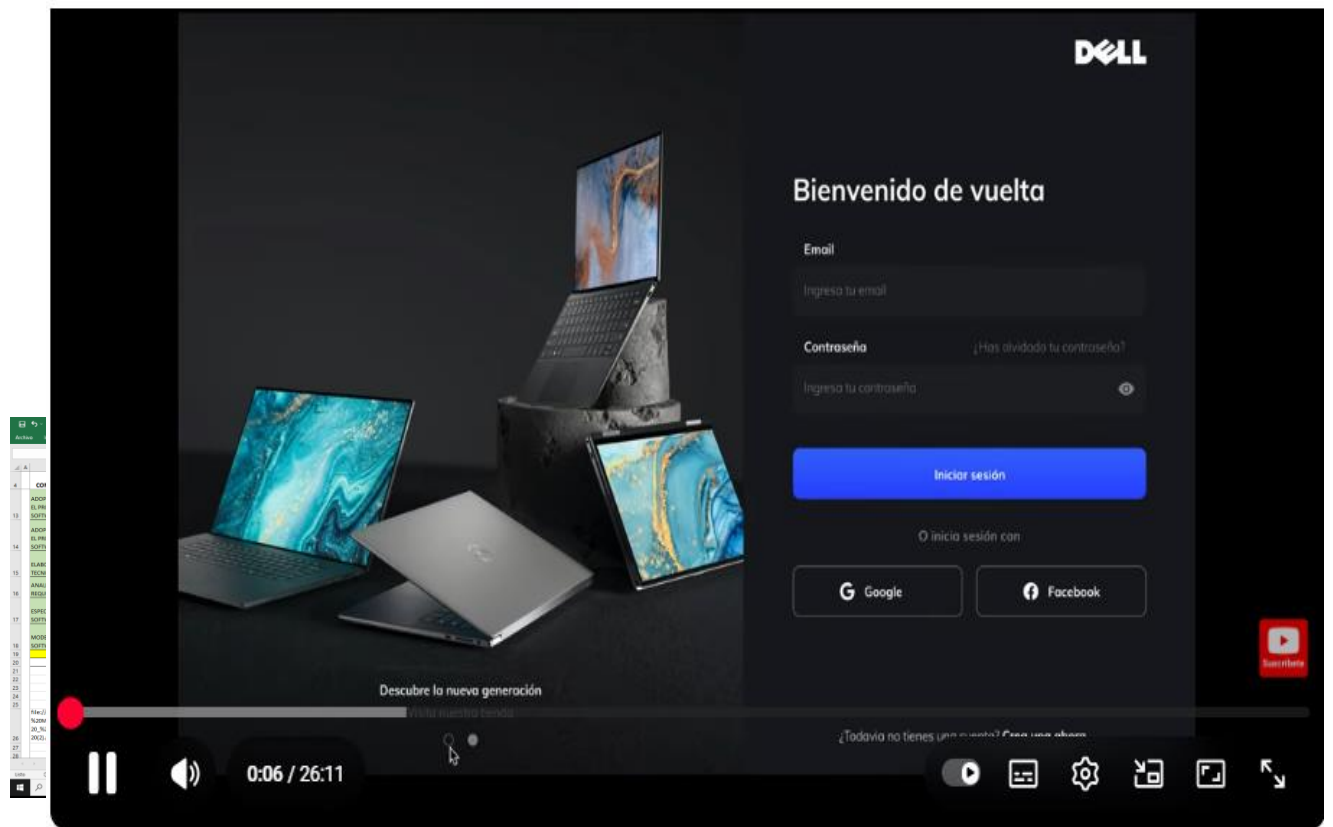 DELL
Bienvenido de vuelta
Email
Ingresa tu email
Contraseña
¿Has olvidado tu contraseña?
Ingresa tu contraseña
Iniciar sesión
O inicia sesión con
Google
Facebook
Suscribete
Descubre la nueva generación
Visita nuestra tienda
¿Todavia no tienes una cuenta? Crea una ahora
0:06 / 26:11